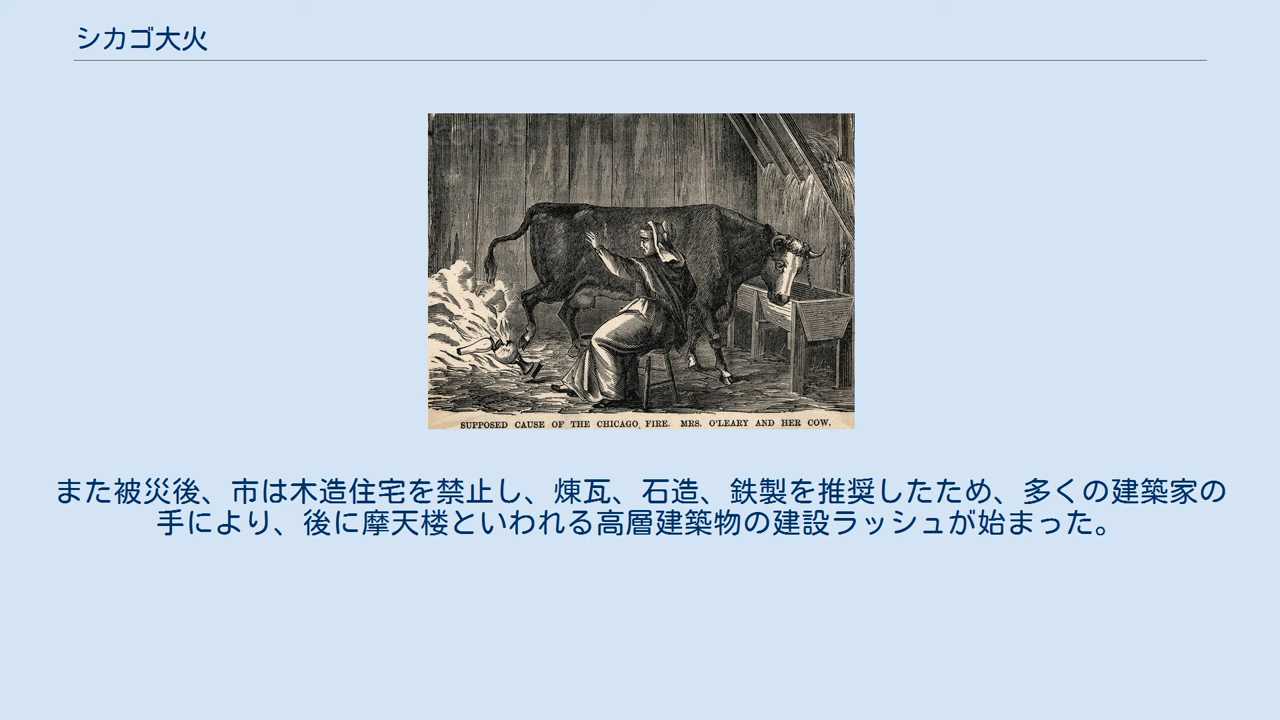 シカゴ大火
SUPPOSED CAUSE OF THE CHICAGO FIRE. MRS. O'LEARY AND HER COW.
また被災後、市は木造住宅を禁止し、煉瓦、石造、鉄製を推奨したため、多くの建築家の
手により、後に摩天楼といわれる高層建築物の建設ラッシュが始まった。